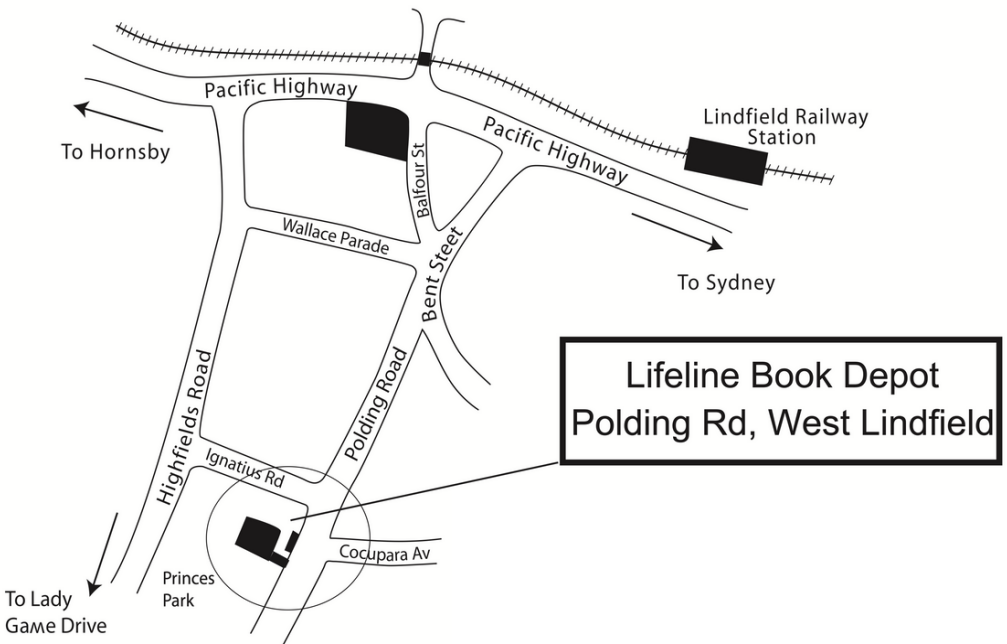 Pacific Highway
Lindfield Railway
Station
Pacific Highway
To Hornsby
Balfour St
Wallace Parade
Bent Steet
To Sydney
Highfields Road
Polding Road
Lifeline Book Depot
Polding Rd, West Lindfield
Ignatius Rd
Cocupara Av
Princes
Park
To Lady
Game Drive